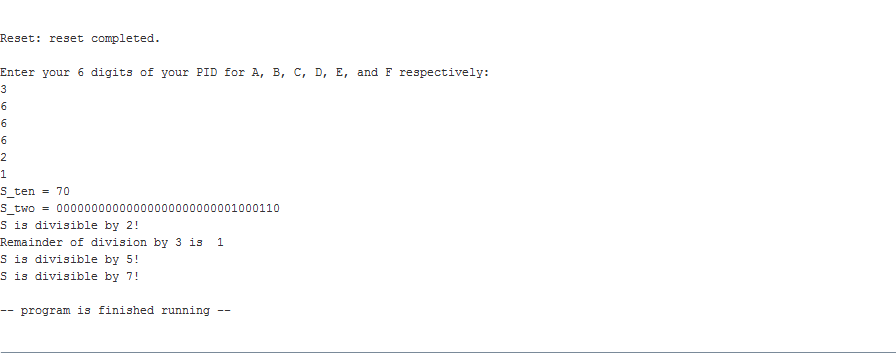 Reset: reset completed.
Enter your 6 digits of your PID for A, B, C, D, E, and F respectively:
3
6
6
6
2
1
S_ten = 70
S_two = 00000000000000000000000001000110
S is divisible by 2!
Remainder of division by 3 is  1
S is divisible by 5!
S is divisible by 7!
-- program is finished running --